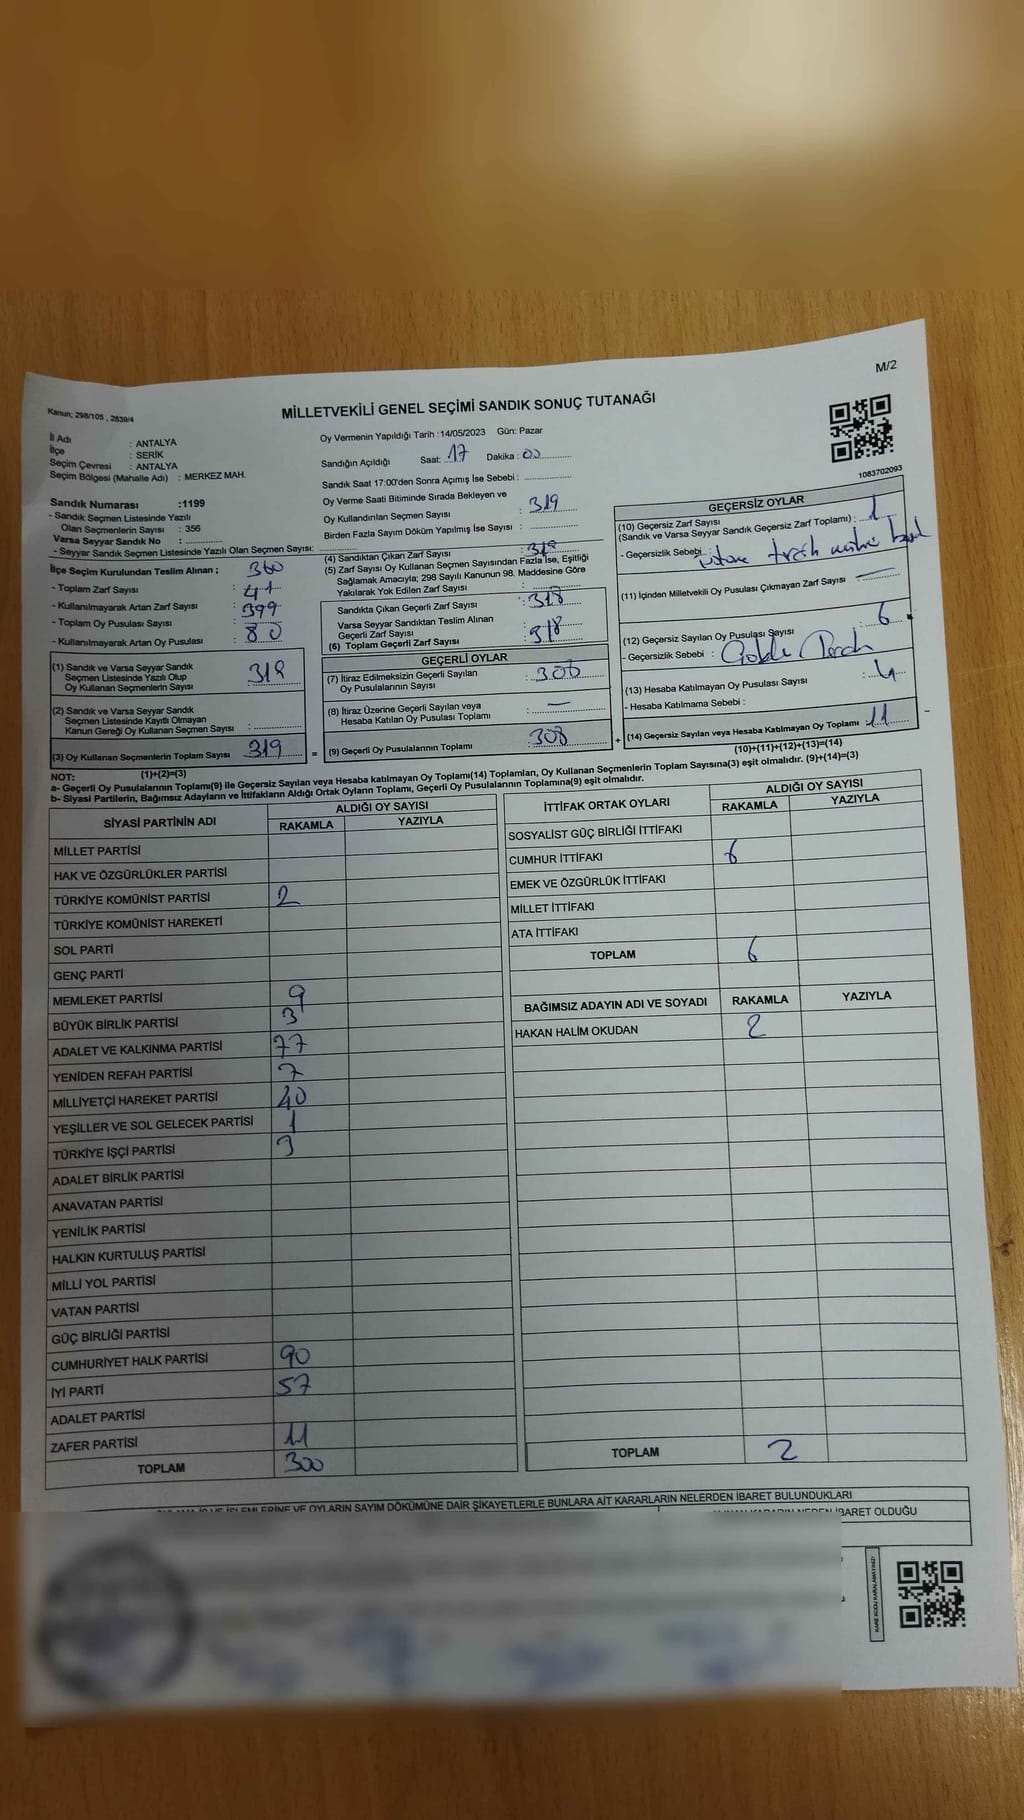 M/2
Kanun; 298/105 , 2839/4
MİLLETVEKİLİ GENEL SEÇİMİ SANDIK SONUÇ TUTANAĞI
İl Adı : ANTALYA
İlçe : SERİK
Seçim Çevresi : ANTALYA
Seçim Bölgesi (Mahalle Adı) : MERKEZ MAH.
Oy Vermenin Yapıldığı Tarih :14/05/2023 Gün: Pazar
Sandığın Açıldığı Saat: 17 Dakika : 00
Sandık Saat 17:00'den Sonra Açımış İse Sebebi :
Oy Verme Saati Bitiminde Sırada Bekleyen ve
Oy Kullandırılan Seçmen Sayısı : 319
Birden Fazla Sayım Döküm Yapılmış İse Sayısı :
1083702093
Sandık Numarası :1199
- Sandık Seçmen Listesinde Yazılı
Olan Seçmenlerin Sayısı : 356
Varsa Seyyar Sandık No :
- Seyyar Sandık Seçmen Listesinde Yazılı Olan Seçmen Sayısı:
İlçe Seçim Kurulundan Teslim Alınan ;
- Toplam Zarf Sayısı : 360
- Kullanılmayarak Artan Zarf Sayısı : 41
- Toplam Oy Pusulası Sayısı : 399
- Kullanılmayarak Artan Oy Pusulası : 80
(1) Sandık ve Varsa Seyyar Sandık
Seçmen Listesinde Yazılı Olup
Oy Kullanan Seçmenlerin Sayısı : 319
(2) Sandık ve Varsa Seyyar Sandık
Seçmen Listesinde Kayıtlı Olmayan
Kanun Gereği Oy Kullanan Seçmen Sayısı :
(3) Oy Kullanan Seçmenlerin Toplam Sayısı : 319
(4) Sandıktan Çıkan Zarf Sayısı : 319
(5) Zarf Sayısı Oy Kullanan Seçmen Sayısından Fazla İse, Eşitliği
Sağlamak Amacıyla; 298 Sayılı Kanunun 98. Maddesine Göre
Yakılarak Yok Edilen Zarf Sayısı :
Sandıkta Çıkan Geçerli Zarf Sayısı : 318
Varsa Seyyar Sandıktan Teslim Alınan
Geçerli Zarf Sayısı :
(6) Toplam Geçerli Zarf Sayısı : 318
GEÇERLİ OYLAR
(7) İtiraz Edilmeksizin Geçerli Sayılan
Oy Pusulalarının Sayısı : 308
(8) İtiraz Üzerine Geçerli Sayılan veya
Hesaba Katılan Oy Pusulası Toplamı : —
= (9) Geçerli Oy Pusulalarının Toplamı : 308
GEÇERSİZ OYLAR
(10) Geçersiz Zarf Sayısı
(Sandık ve Varsa Seyyar Sandık Geçersiz Zarf Toplamı) : 1
- Geçersizlik Sebebi :
(11) İçinden Milletvekili Oy Pusulası Çıkmayan Zarf Sayısı —
(12) Geçersiz Sayılan Oy Pusulası Sayısı : 6
- Geçersizlik Sebebi :
(13) Hesaba Katılmayan Oy Pusulası Sayısı : 4
- Hesaba Katılmama Sebebi :
+ (14) Geçersiz Sayılan veya Hesaba Katılmayan Oy Toplamı : 11
(10)+(11)+(12)+(13)=(14)
NOT: (1)+(2)=(3)
a- Geçerli Oy Pusulalarının Toplamı(9) ile Geçersiz Sayılan veya Hesaba katılmayan Oy Toplamı(14) Toplamları, Oy Kullanan Seçmenlerin Toplam Sayısına(3) eşit olmalıdır. (9)+(14)=(3)
b- Siyasi Partilerin, Bağımsız Adayların ve İttifakların Aldığı Ortak Oyların Toplamı, Geçerli Oy Pusulalarının Toplamına(9) eşit olmalıdır.
SİYASİ PARTİNİN ADI ALDIĞI OY SAYISI
RAKAMLA YAZIYLA
MİLLET PARTİSİ
HAK VE ÖZGÜRLÜKLER PARTİSİ
TÜRKİYE KOMÜNİST PARTİSİ 2
TÜRKİYE KOMÜNİST HAREKETİ
SOL PARTİ
GENÇ PARTİ
MEMLEKET PARTİSİ 9
BÜYÜK BİRLİK PARTİSİ 3
ADALET VE KALKINMA PARTİSİ 77
YENİDEN REFAH PARTİSİ 7
MİLLİYETÇİ HAREKET PARTİSİ 40
YEŞİLLER VE SOL GELECEK PARTİSİ 1
TÜRKİYE İŞÇİ PARTİSİ 3
ADALET BİRLİK PARTİSİ
ANAVATAN PARTİSİ
YENİLİK PARTİSİ
HALKIN KURTULUŞ PARTİSİ
MİLLİ YOL PARTİSİ
VATAN PARTİSİ
GÜÇ BİRLİĞİ PARTİSİ
CUMHURİYET HALK PARTİSİ 90
İYİ PARTİ 57
ADALET PARTİSİ
ZAFER PARTİSİ 11
TOPLAM 300
İTTİFAK ORTAK OYLARI ALDIĞI OY SAYISI
RAKAMLA YAZIYLA
SOSYALİST GÜÇ BİRLİĞİ İTTİFAKI
CUMHUR İTTİFAKI 6
EMEK VE ÖZGÜRLÜK İTTİFAKI
MİLLET İTTİFAKI
ATA İTTİFAKI
TOPLAM 6
BAĞIMSIZ ADAYIN ADI VE SOYADI RAKAMLA YAZIYLA
HAKAN HALİM OKUDAN 2
TOPLAM 2
VE OYLARIN SAYIM DÖKÜMÜNE DAİR ŞİKAYETLERLE BUNLARA AİT KARARLARIN NELERDEN İBARET BULUNDUKLARI
İBARET OLDUĞU
KARE KODU KARALAMAYINIZ!